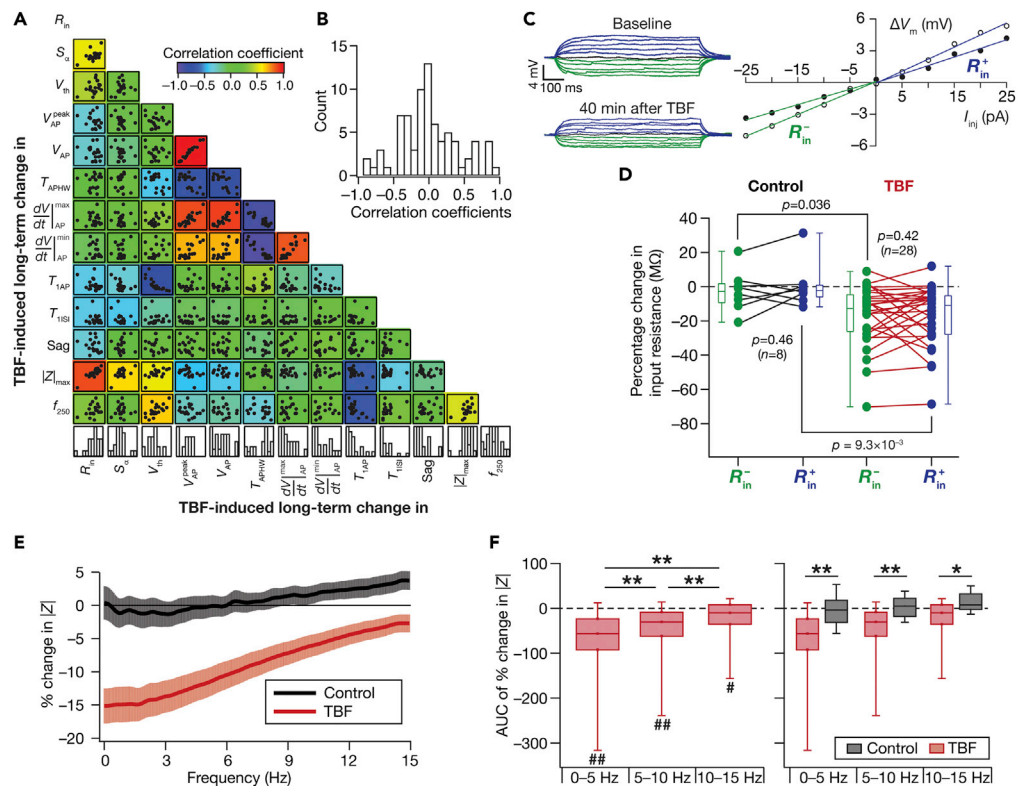 A
R_in
S_α
V_th
V_AP^peak
V_AP
T_APHW
dV/dt|_AP^max
dV/dt|_AP^min
T_1AP
T_1ISI
Sag
|Z|_max
f_250
TBF-induced long-term change in
Correlation coefficient
−1.0 −0.5 0.0 0.5 1.0
R_in S_α V_th V_AP^peak V_AP T_APHW dV/dt|_AP^max dV/dt|_AP^min T_1AP T_1ISI Sag |Z|_max f_250
TBF-induced long-term change in
B
Count
15
10
5
0
−1.0 −0.5 0.0 0.5 1.0
Correlation coefficients
C
Baseline
4 mV
100 ms
40 min after TBF
ΔV_m (mV)
6
3
R_in^+
−25 −15 −5
5 15 25
I_inj (pA)
R_in^−
−3
−6
D
Control TBF
p=0.036
p=0.42
(n=28)
Percentage change in
input resistance (MΩ)
40
20
0
−20
−40
−60
−80
p=0.46
(n=8)
p = 9.3×10^−3
R_in^− R_in^+ R_in^− R_in^+
E
% change in |Z|
5
0
−5
−10
−15
−20
Control
TBF
0 3 6 9 12 15
Frequency (Hz)
F
AUC of % change in |Z|
100
0
−100
−200
−300
**
** **
##
##
#
0–5 Hz 5–10 Hz 10–15 Hz
** ** *
Control TBF
0–5 Hz 5–10 Hz 10–15 Hz